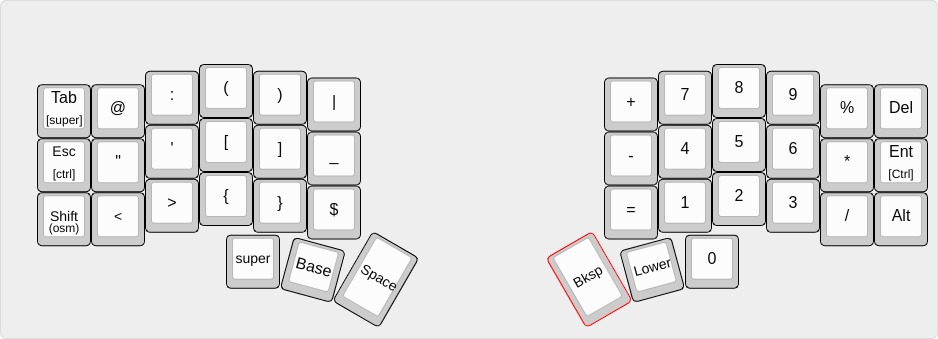 Tab @ : ( ) | + 7 8 9 % Del
[super]
Esc " ' [ ] _ - 4 5 6 * Ent
[ctrl] [Ctrl]
Shift < > { } $ = 1 2 3 / Alt
(osm)
super Base Space Bksp Lower 0